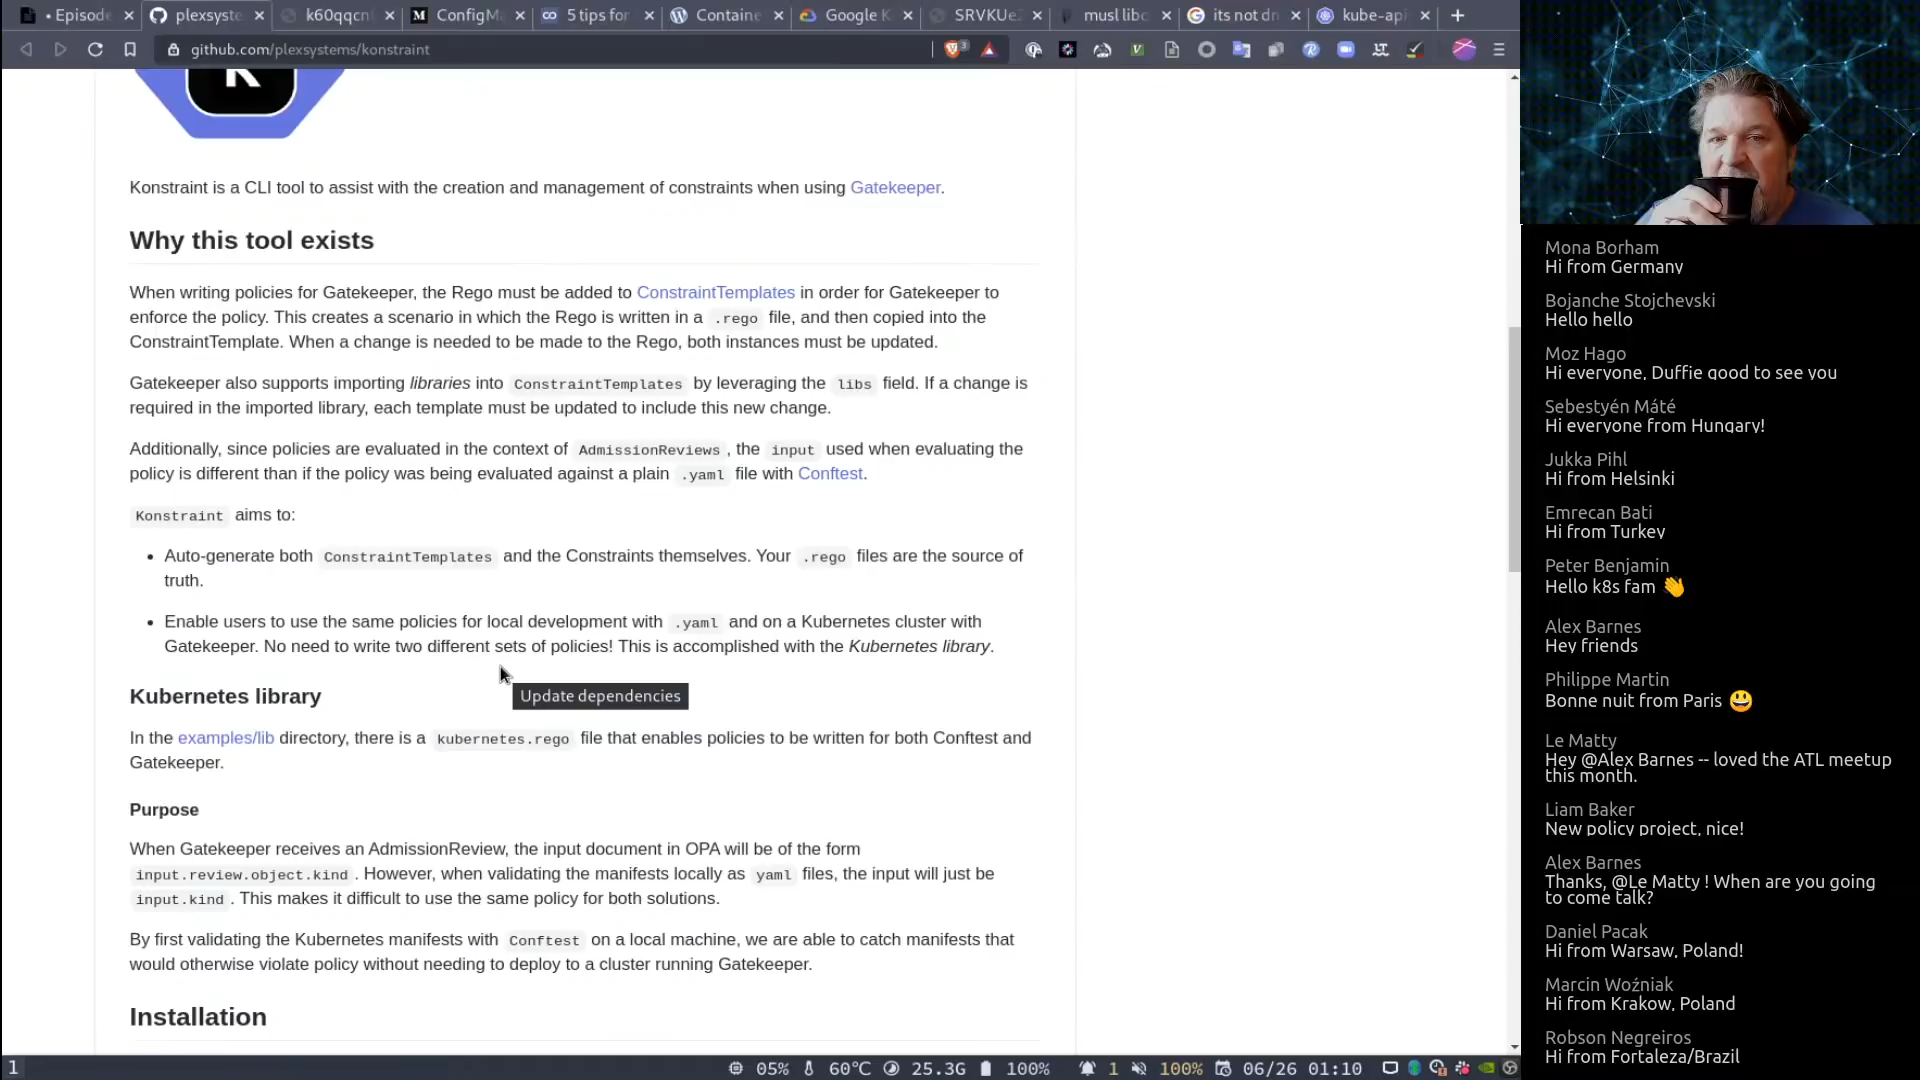 • Episode
plexsyste
k60qqcn
ConfigMa
5 tips for
Containe
Google K
SRVKUe
musl libc
its not dn
kube-api
github.com/plexsystems/konstraint
3
K
Konstraint is a CLI tool to assist with the creation and management of constraints when using Gatekeeper.
Why this tool exists
When writing policies for Gatekeeper, the Rego must be added to ConstraintTemplates in order for Gatekeeper to
enforce the policy. This creates a scenario in which the Rego is written in a .rego file, and then copied into the
ConstraintTemplate. When a change is needed to be made to the Rego, both instances must be updated.
Gatekeeper also supports importing libraries into ConstraintTemplates by leveraging the libs field. If a change is
required in the imported library, each template must be updated to include this new change.
Additionally, since policies are evaluated in the context of AdmissionReviews, the input used when evaluating the
policy is different than if the policy was being evaluated against a plain .yaml file with Conftest.
Konstraint aims to:
• Auto-generate both ConstraintTemplates and the Constraints themselves. Your .rego files are the source of
truth.
• Enable users to use the same policies for local development with .yaml and on a Kubernetes cluster with
Gatekeeper. No need to write two different sets of policies! This is accomplished with the Kubernetes library.
Kubernetes library
Update dependencies
In the examples/lib directory, there is a kubernetes.rego file that enables policies to be written for both Conftest and
Gatekeeper.
Purpose
When Gatekeeper receives an AdmissionReview, the input document in OPA will be of the form
input.review.object.kind. However, when validating the manifests locally as yaml files, the input will just be
input.kind. This makes it difficult to use the same policy for both solutions.
By first validating the Kubernetes manifests with Conftest on a local machine, we are able to catch manifests that
would otherwise violate policy without needing to deploy to a cluster running Gatekeeper.
Installation
1
05% 60°C 25.3G 100% 1 100% 06/26 01:10
Mona Borham
Hi from Germany
Bojanche Stojchevski
Hello hello
Moz Hago
Hi everyone, Duffie good to see you
Sebestyén Máté
Hi everyone from Hungary!
Jukka Pihl
Hi from Helsinki
Emrecan Bati
Hi from Turkey
Peter Benjamin
Hello k8s fam 👋
Alex Barnes
Hey friends
Philippe Martin
Bonne nuit from Paris 😃
Le Matty
Hey @Alex Barnes -- loved the ATL meetup
this month.
Liam Baker
New policy project, nice!
Alex Barnes
Thanks, @Le Matty ! When are you going
to come talk?
Daniel Pacak
Hi from Warsaw, Poland!
Marcin Woźniak
Hi from Krakow, Poland
Robson Negreiros
Hi from Fortaleza/Brazil